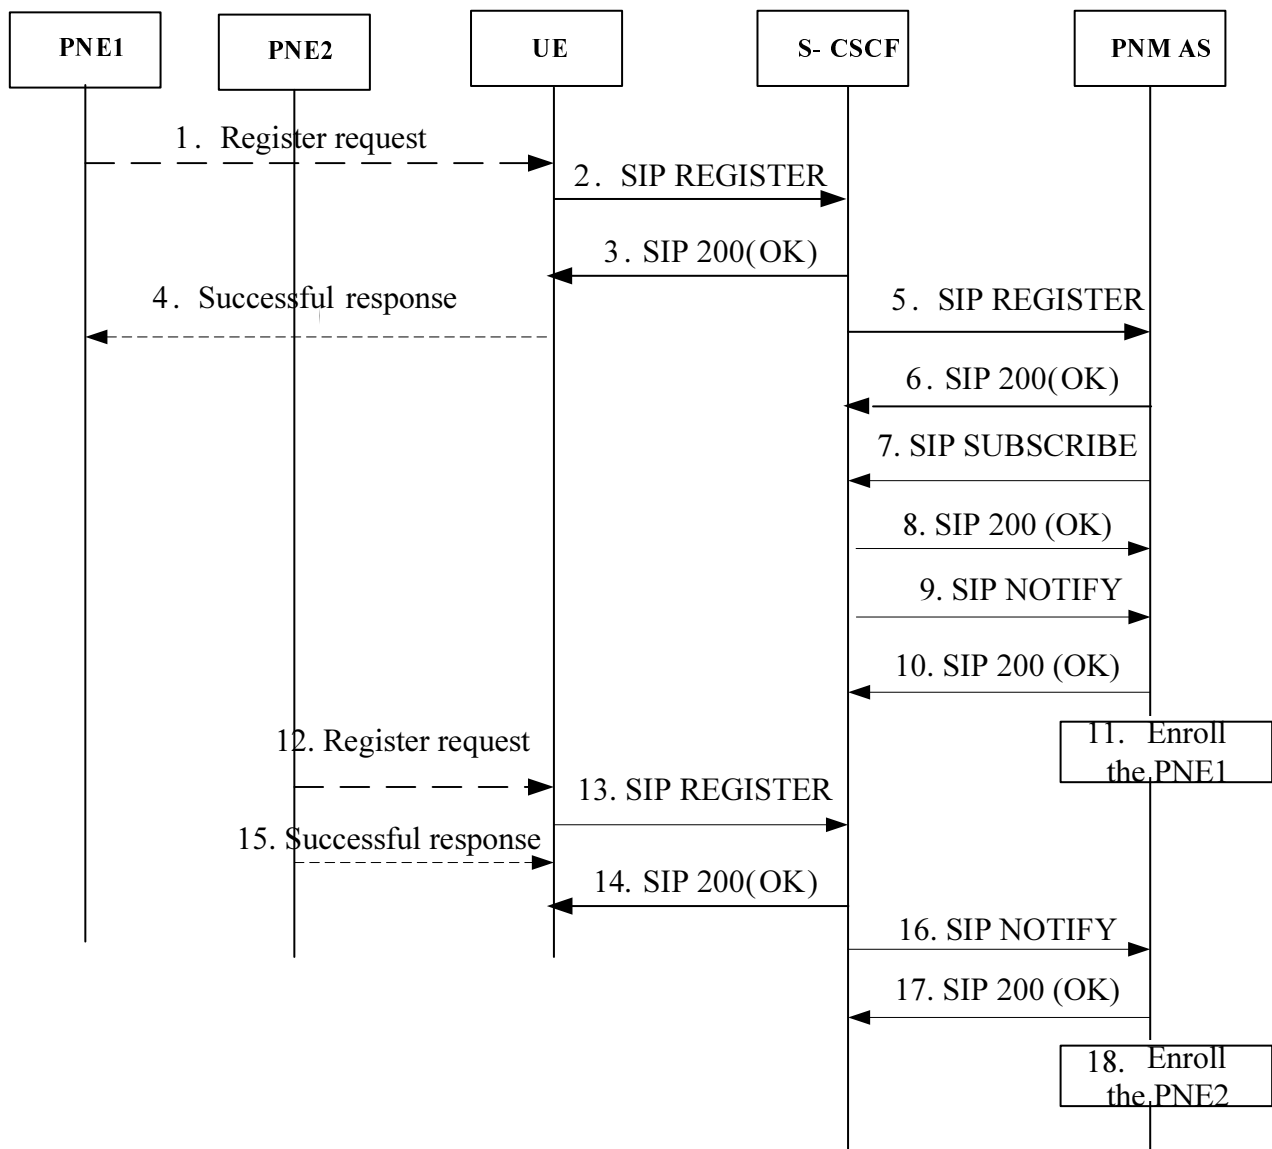 PNE1
PNE2
UE
S- CSCF
PNM AS
1. Register request
2. SIP REGISTER
3. SIP 200(OK)
4. Successful response
5. SIP REGISTER
6. SIP 200(OK)
7. SIP SUBSCRIBE
8. SIP 200 (OK)
9. SIP NOTIFY
10. SIP 200 (OK)
11. Enroll
the PNE1
12. Register request
13. SIP REGISTER
15. Successful response
14. SIP 200(OK)
16. SIP NOTIFY
17. SIP 200 (OK)
18. Enroll
the PNE2